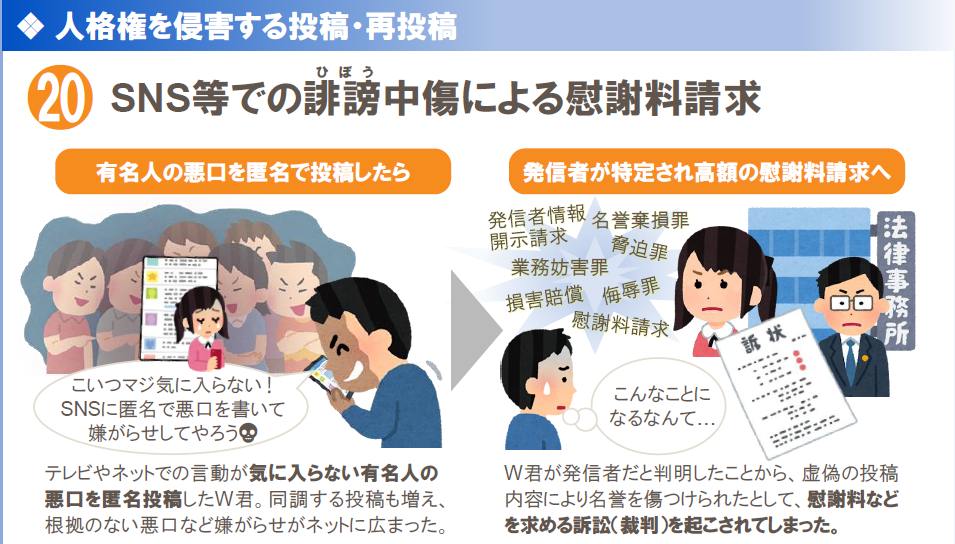 ❖ 人格権を侵害する投稿・再投稿
⑳ SNS等での誹謗中傷による慰謝料請求
ひぼう
有名人の悪口を匿名で投稿したら
こいつマジ気に入らない！
SNSに匿名で悪口を書いて
嫌がらせしてやろう💀
テレビやネットでの言動が気に入らない有名人の
悪口を匿名投稿したW君。同調する投稿も増え、
根拠のない悪口など嫌がらせがネットに広まった。
発信者が特定され高額の慰謝料請求へ
発信者情報
開示請求
名誉棄損罪
脅迫罪
業務妨害罪
損害賠償
侮辱罪
慰謝料請求
法律事務所
訴状
こんなことに
なるなんて…
W君が発信者だと判明したことから、虚偽の投稿
内容により名誉を傷つけられたとして、慰謝料など
を求める訴訟（裁判）を起こされてしまった。